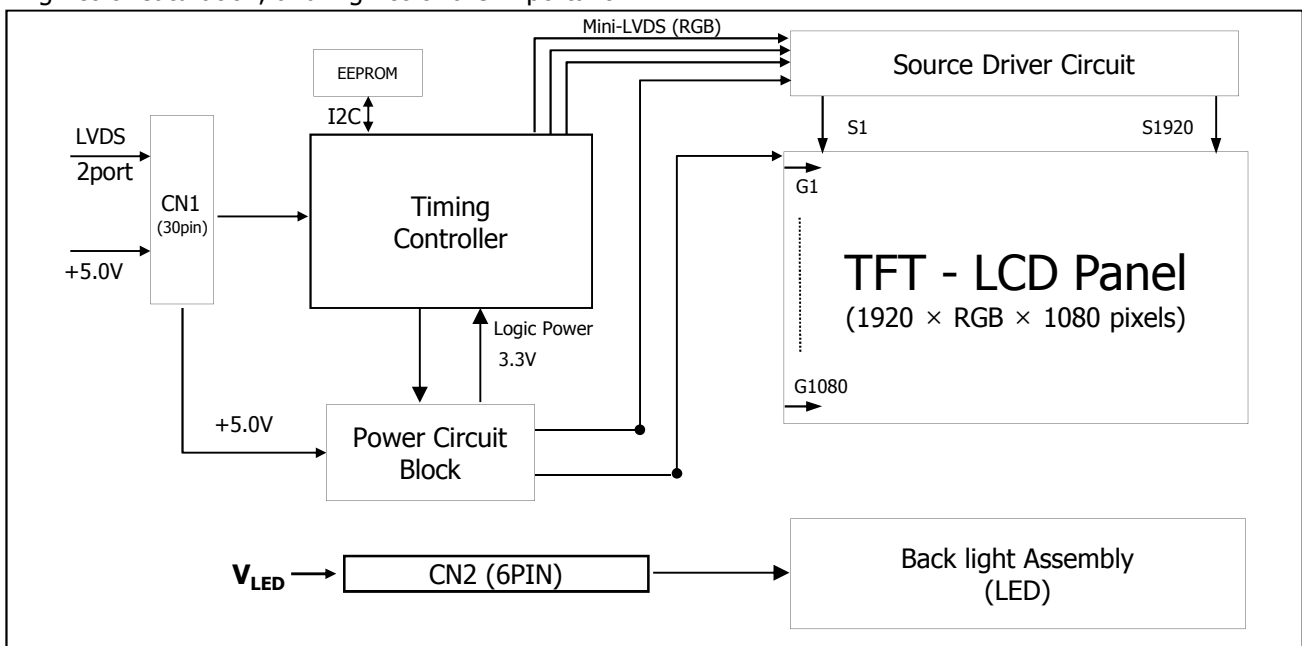 Mini-LVDS (RGB)
EEPROM
I2C
Source Driver Circuit
S1
S1920
LVDS
2port
CN1
(30pin)
+5.0V
Timing
Controller
G1
TFT - LCD Panel
(1920 × RGB × 1080 pixels)
G1080
Logic Power
3.3V
+5.0V
Power Circuit
Block
VLED
CN2 (6PIN)
Back light Assembly
(LED)